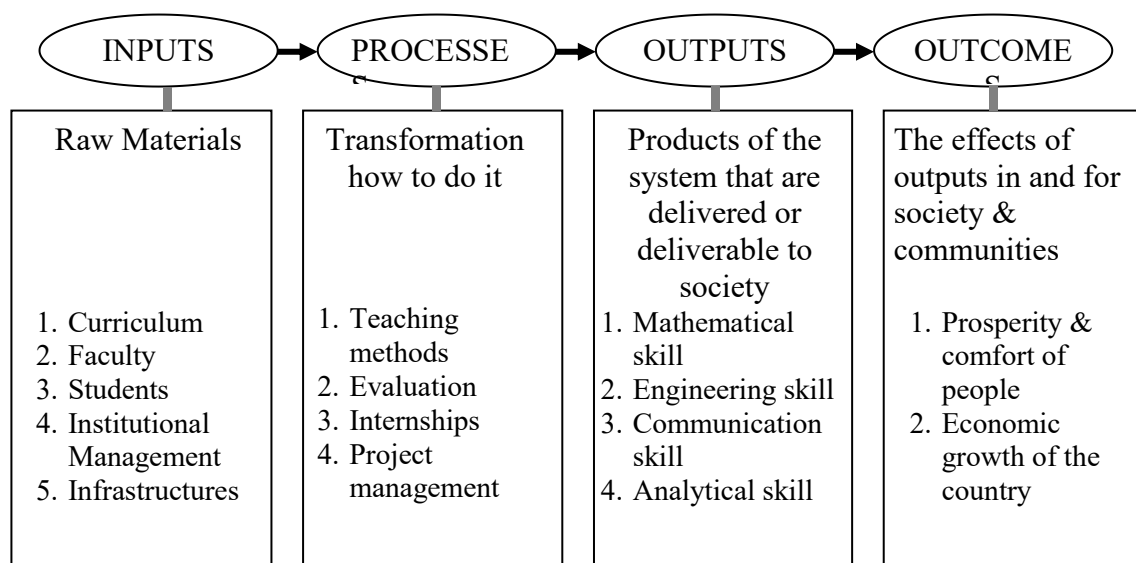 INPUTS
PROCESSE
S
OUTPUTS
OUTCOME
S
Raw Materials
1. Curriculum
2. Faculty
3. Students
4. Institutional
Management
5. Infrastructures
Transformation
how to do it
1. Teaching
methods
2. Evaluation
3. Internships
4. Project
management
Products of the
system that are
delivered or
deliverable to
society
1. Mathematical
skill
2. Engineering skill
3. Communication
skill
4. Analytical skill
The effects of
outputs in and for
society &
communities
1. Prosperity &
comfort of
people
2. Economic
growth of the
country